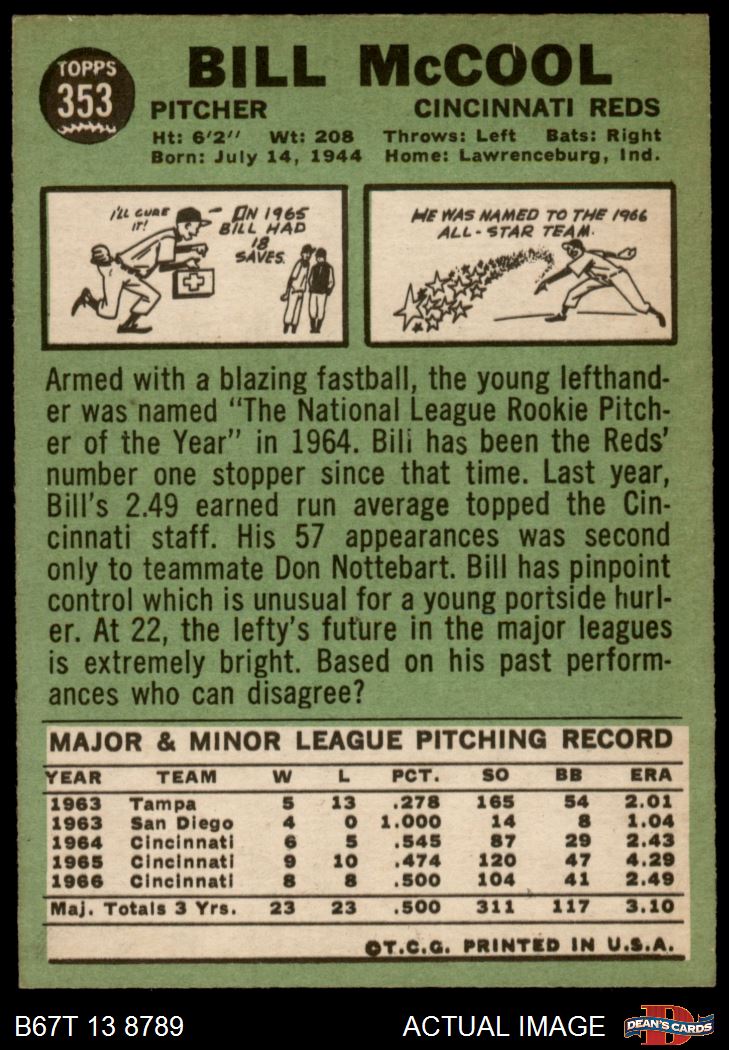 TOPPS
353
BILL McCOOL
PITCHER CINCINNATI REDS
Ht: 6'2" Wt: 208 Throws: Left Bats: Right
Born: July 14, 1944 Home: Lawrenceburg, Ind.
I'LL CURE
IT!
IN 1965
BILL HAD
18
SAVES.
HE WAS NAMED TO THE 1966
ALL-STAR TEAM.
Armed with a blazing fastball, the young lefthand-
er was named "The National League Rookie Pitch-
er of the Year" in 1964. Bill has been the Reds'
number one stopper since that time. Last year,
Bill's 2.49 earned run average topped the Cin-
cinnati staff. His 57 appearances was second
only to teammate Don Nottebart. Bill has pinpoint
control which is unusual for a young portside hurl-
er. At 22, the lefty's future in the major leagues
is extremely bright. Based on his past perform-
ances who can disagree?
MAJOR & MINOR LEAGUE PITCHING RECORD
YEAR TEAM W L PCT. SO BB ERA
1963 Tampa 5 13 .278 165 54 2.01
1963 San Diego 4 0 1.000 14 8 1.04
1964 Cincinnati 6 5 .545 87 29 2.43
1965 Cincinnati 9 10 .474 120 47 4.29
1966 Cincinnati 8 8 .500 104 41 2.49
Maj. Totals 3 Yrs. 23 23 .500 311 117 3.10
©T.C.G. PRINTED IN U.S.A.
B67T 13 8789 ACTUAL IMAGE
DEAN'S CARDS